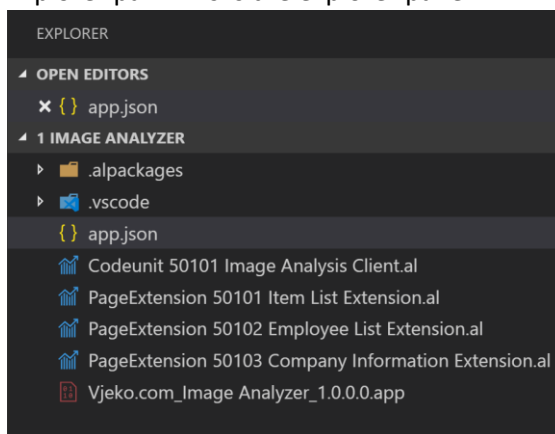 EXPLORER
OPEN EDITORS
{ } app.json
1 IMAGE ANALYZER
.alpackages
.vscode
{ } app.json
Codeunit 50101 Image Analysis Client.al
PageExtension 50101 Item List Extension.al
PageExtension 50102 Employee List Extension.al
PageExtension 50103 Company Information Extension.al
Vjeko.com_Image Analyzer_1.0.0.0.app